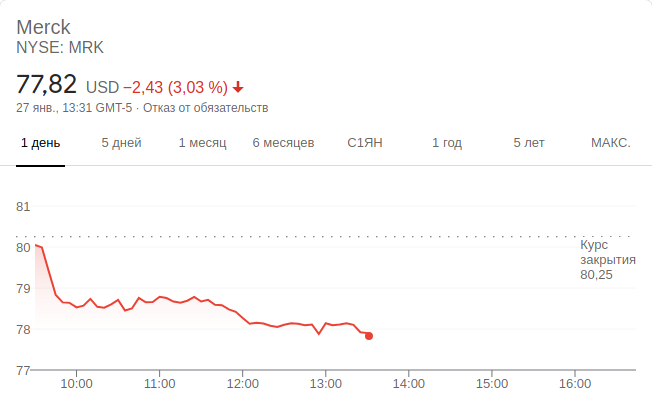 Merck
NYSE: MRK
77,82 USD −2,43 (3,03 %)
27 янв., 13:31 GMT-5 · Отказ от обязательств
1 день 5 дней 1 месяц 6 месяцев С1ЯН 1 год 5 лет МАКС.
81
80
79
78
77
Курс
закрытия
80,25
10:00 11:00 12:00 13:00 14:00 15:00 16:00